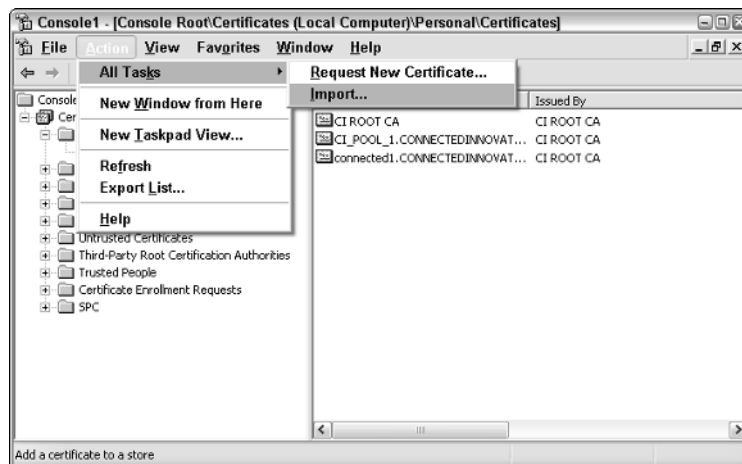 Console1 - [Console Root\Certificates (Local Computer)\Personal\Certificates]
File Action View Favorites Window Help
All Tasks
Request New Certificate...
Import...
New Window from Here
New Taskpad View...
Refresh
Export List...
Help
Console
Cer
Untrusted Certificates
Third-Party Root Certification Authorities
Trusted People
Certificate Enrollment Requests
SPC
Issued By
CI ROOT CA CI ROOT CA
CI_POOL_1.CONNECTEDINNOVAT... CI ROOT CA
connected1.CONNECTEDINNOVAT... CI ROOT CA
Add a certificate to a store